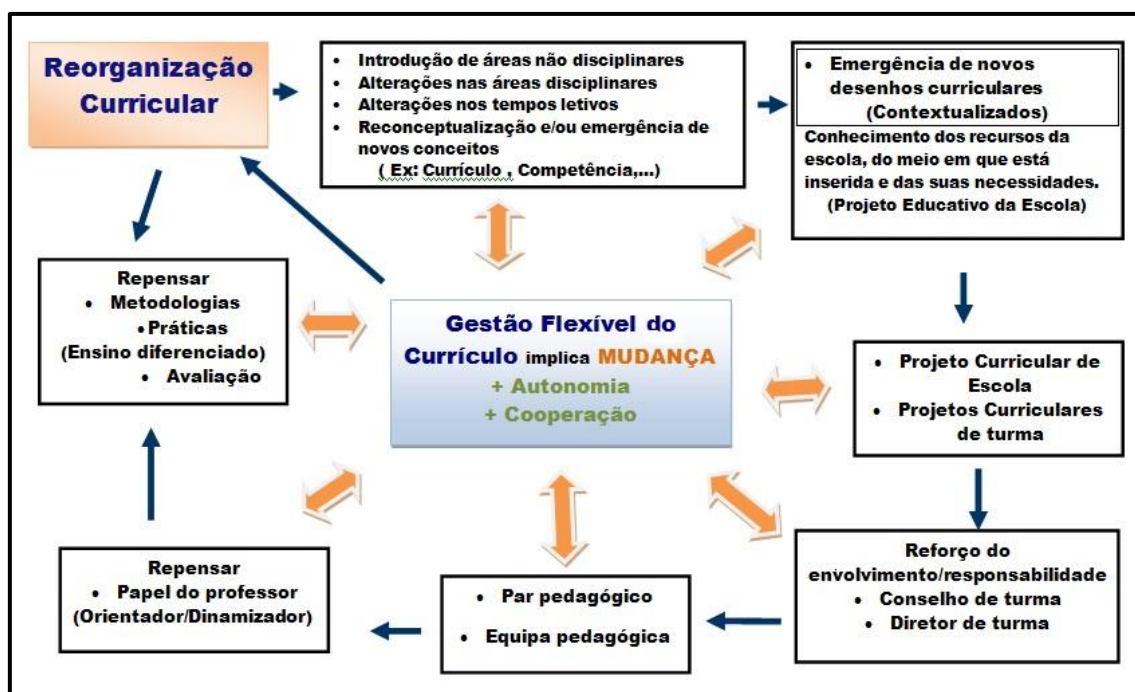 Reorganização
Curricular
• Introdução de áreas não disciplinares
• Alterações nas áreas disciplinares
• Alterações nos tempos letivos
• Reconceptualização e/ou emergência de
novos conceitos
( Ex: Currículo , Competência,...)
• Emergência de novos
desenhos curriculares
(Contextualizados)
Conhecimento dos recursos da
escola, do meio em que está
inserida e das suas necessidades.
(Projeto Educativo da Escola)
Repensar
• Metodologias
•Práticas
(Ensino diferenciado)
• Avaliação
Gestão Flexível do
Currículo implica MUDANÇA
+ Autonomia
+ Cooperação
• Projeto Curricular de
Escola
• Projetos Curriculares
de turma
Repensar
• Papel do professor
(Orientador/Dinamizador)
• Par pedagógico
• Equipa pedagógica
Reforço do
envolvimento/responsabilidade
• Conselho de turma
• Diretor de turma